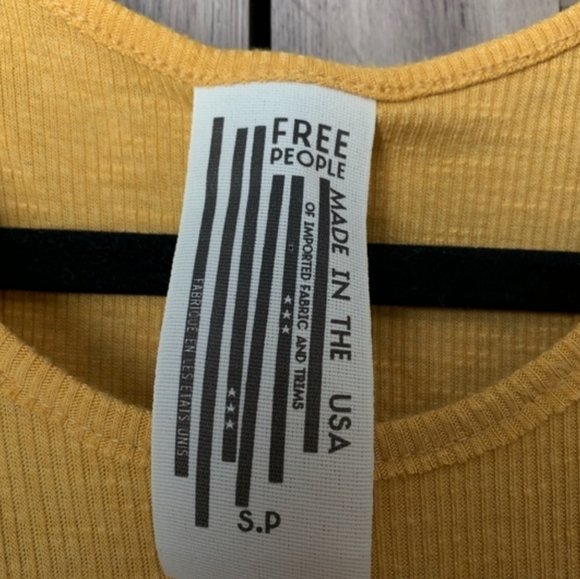 FREE
PEOPLE
MADE IN THE USA
OF IMPORTED FABRIC AND TRIMS
FABRIQUE EN LES ETATS UNIS
S.P